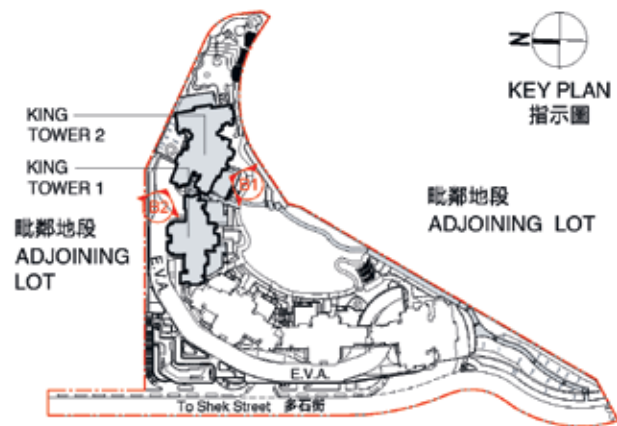 N
KEY PLAN
指示圖
KING
TOWER 2
KING
TOWER 1
B1
B2
毗鄰地段
ADJOINING LOT
毗鄰地段
ADJOINING
LOT
E.V.A.
E.V.A.
To Shek Street 多石街